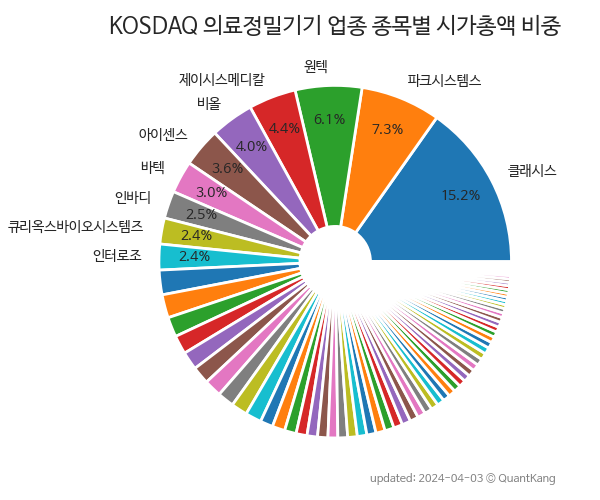 KOSDAQ 의료정밀기기 업종 종목별 시가총액 비중
클래시스
15.2%
파크시스템스
7.3%
원텍
6.1%
제이시스메디칼
4.4%
비올
4.0%
아이센스
3.6%
바텍
3.0%
인바디
2.5%
큐리옥스바이오시스템즈
2.4%
인터로조
2.4%
updated: 2024-04-03 © QuantKang